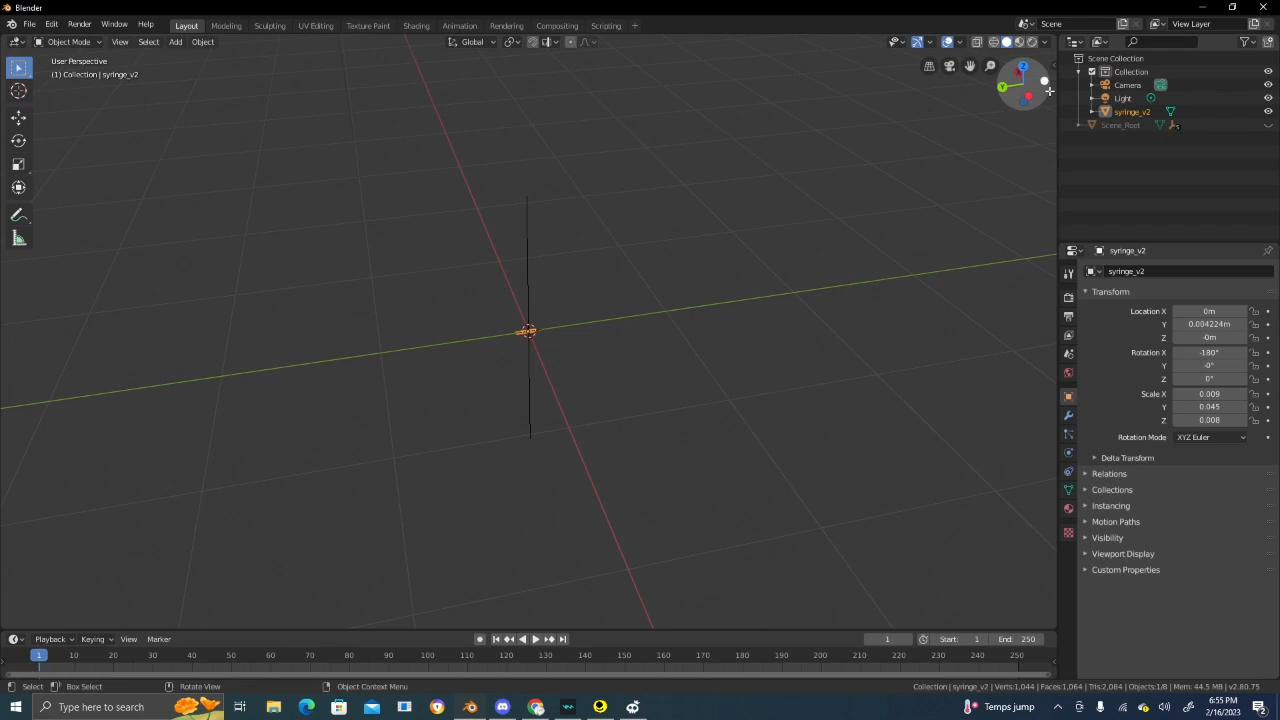 Blender
File Edit Render Window Help Layout Modeling Sculpting UV Editing Texture Paint Shading Animation Compositing Rendering Scripting + Scene View Layer
Object Mode View Select Add Object Global
User Perspective
(1) Collection | syringe_v2
Z
Y
Scene Collection
Collection
Camera
Light
syringe_v2
Scene_Root
5
syringe_v2
syringe_v2
Transform
Location X 0m
Y 0.004224m
Z -0m
Rotation X -180°
Y -0°
Z 0°
Scale X 0.009
Y 0.045
Z 0.008
Rotation Mode XYZ Euler
Delta Transform
Relations
Collections
Instancing
Motion Paths
Visibility
Viewport Display
Custom Properties
Playback Keying View Marker 1 Start: 1 End: 250
1 10 20 30 40 50 60 70 80 90 100 110 120 130 140 150 160 170 180 190 200 210 220 230 240 250
Select Box Select Rotate View Object Context Menu Collection | syringe_v2 | Verts:1,044 | Faces:1,064 | Tris:2,084 | Objects:1/8 | Mem: 44.5 MB | v2.80.75
Type here to search Temps jump 6:55 PM
2/16/2023